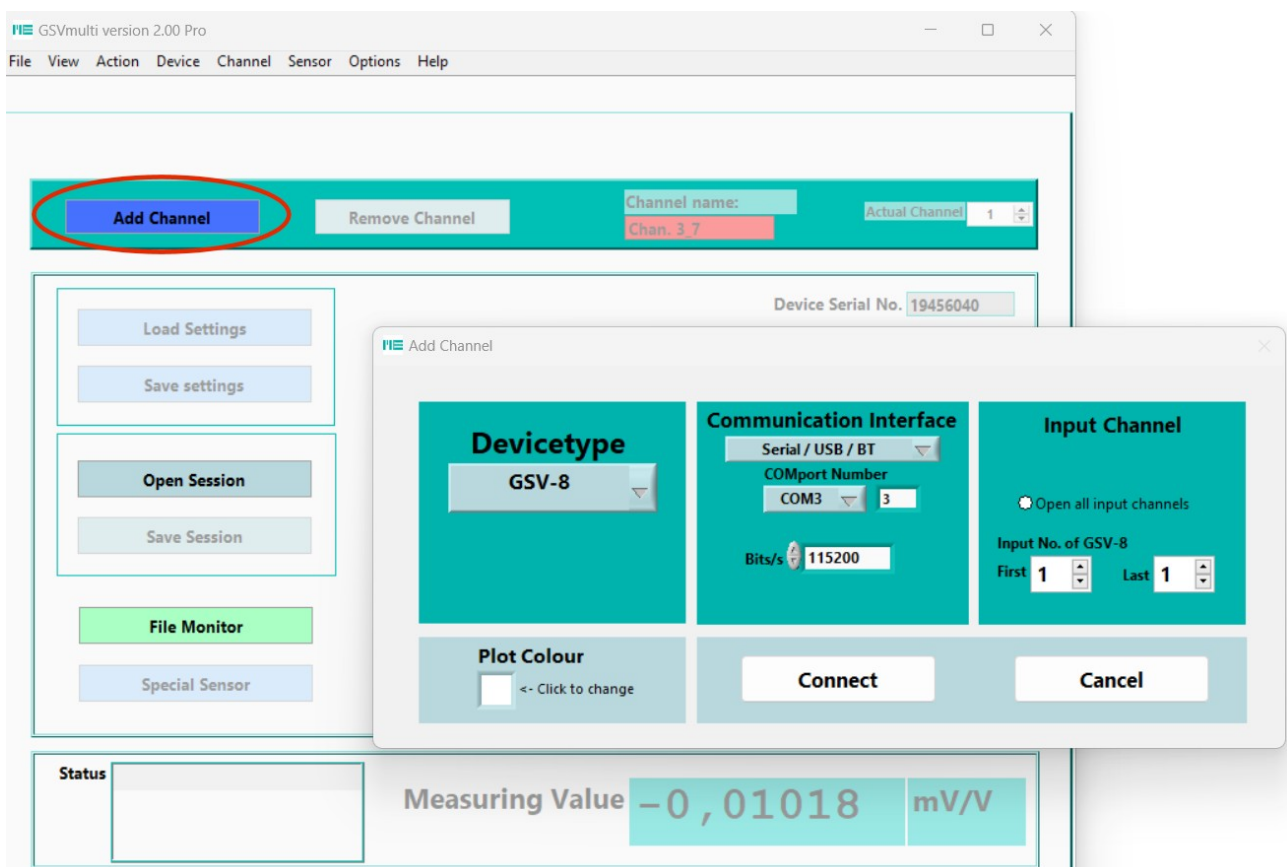 ME GSVmulti version 2.00 Pro
File View Action Device Channel Sensor Options Help
Add Channel
Remove Channel
Channel name:
Chan. 3_7
Actual Channel 1
Load Settings
Save settings
Open Session
Save Session
File Monitor
Special Sensor
Device Serial No. 19456040
ME Add Channel
Devicetype
GSV-8
Communication Interface
Serial / USB / BT
COMport Number
COM3 3
Bits/s 115200
Input Channel
Open all input channels
Input No. of GSV-8
First 1 Last 1
Plot Colour
<- Click to change
Connect
Cancel
Status
Measuring Value -0,01018 mV/V